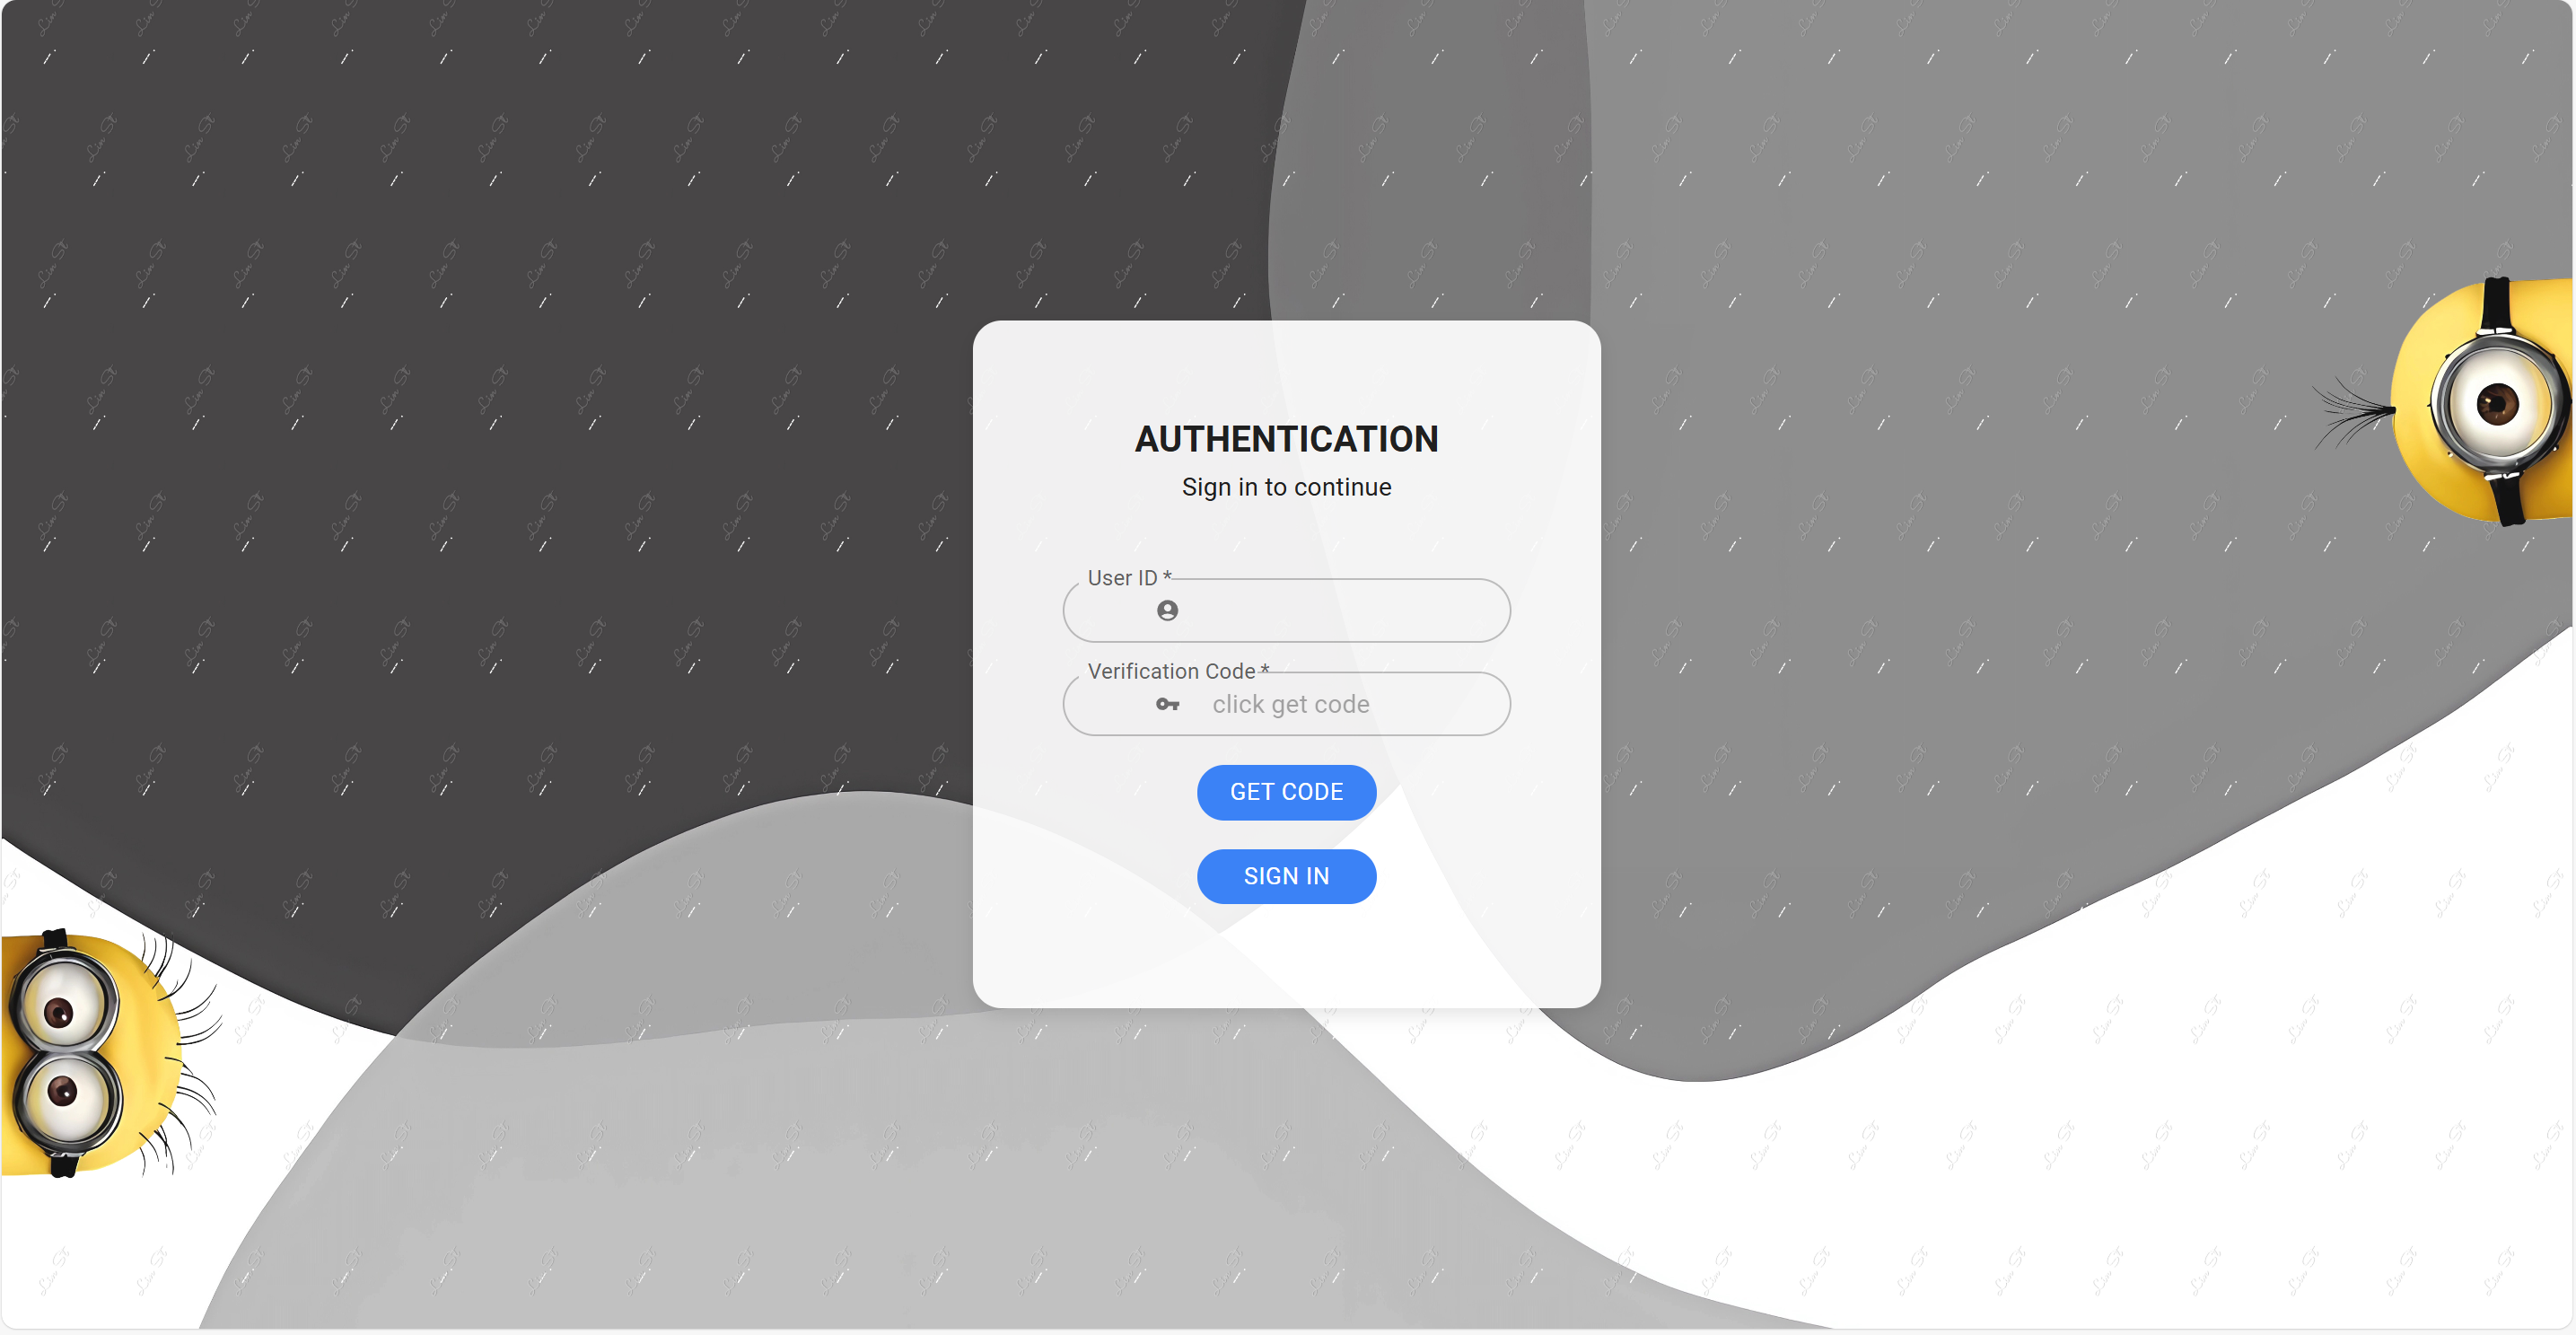 AUTHENTICATION
Sign in to continue
User ID *
Verification Code *
click get code
GET CODE
SIGN IN